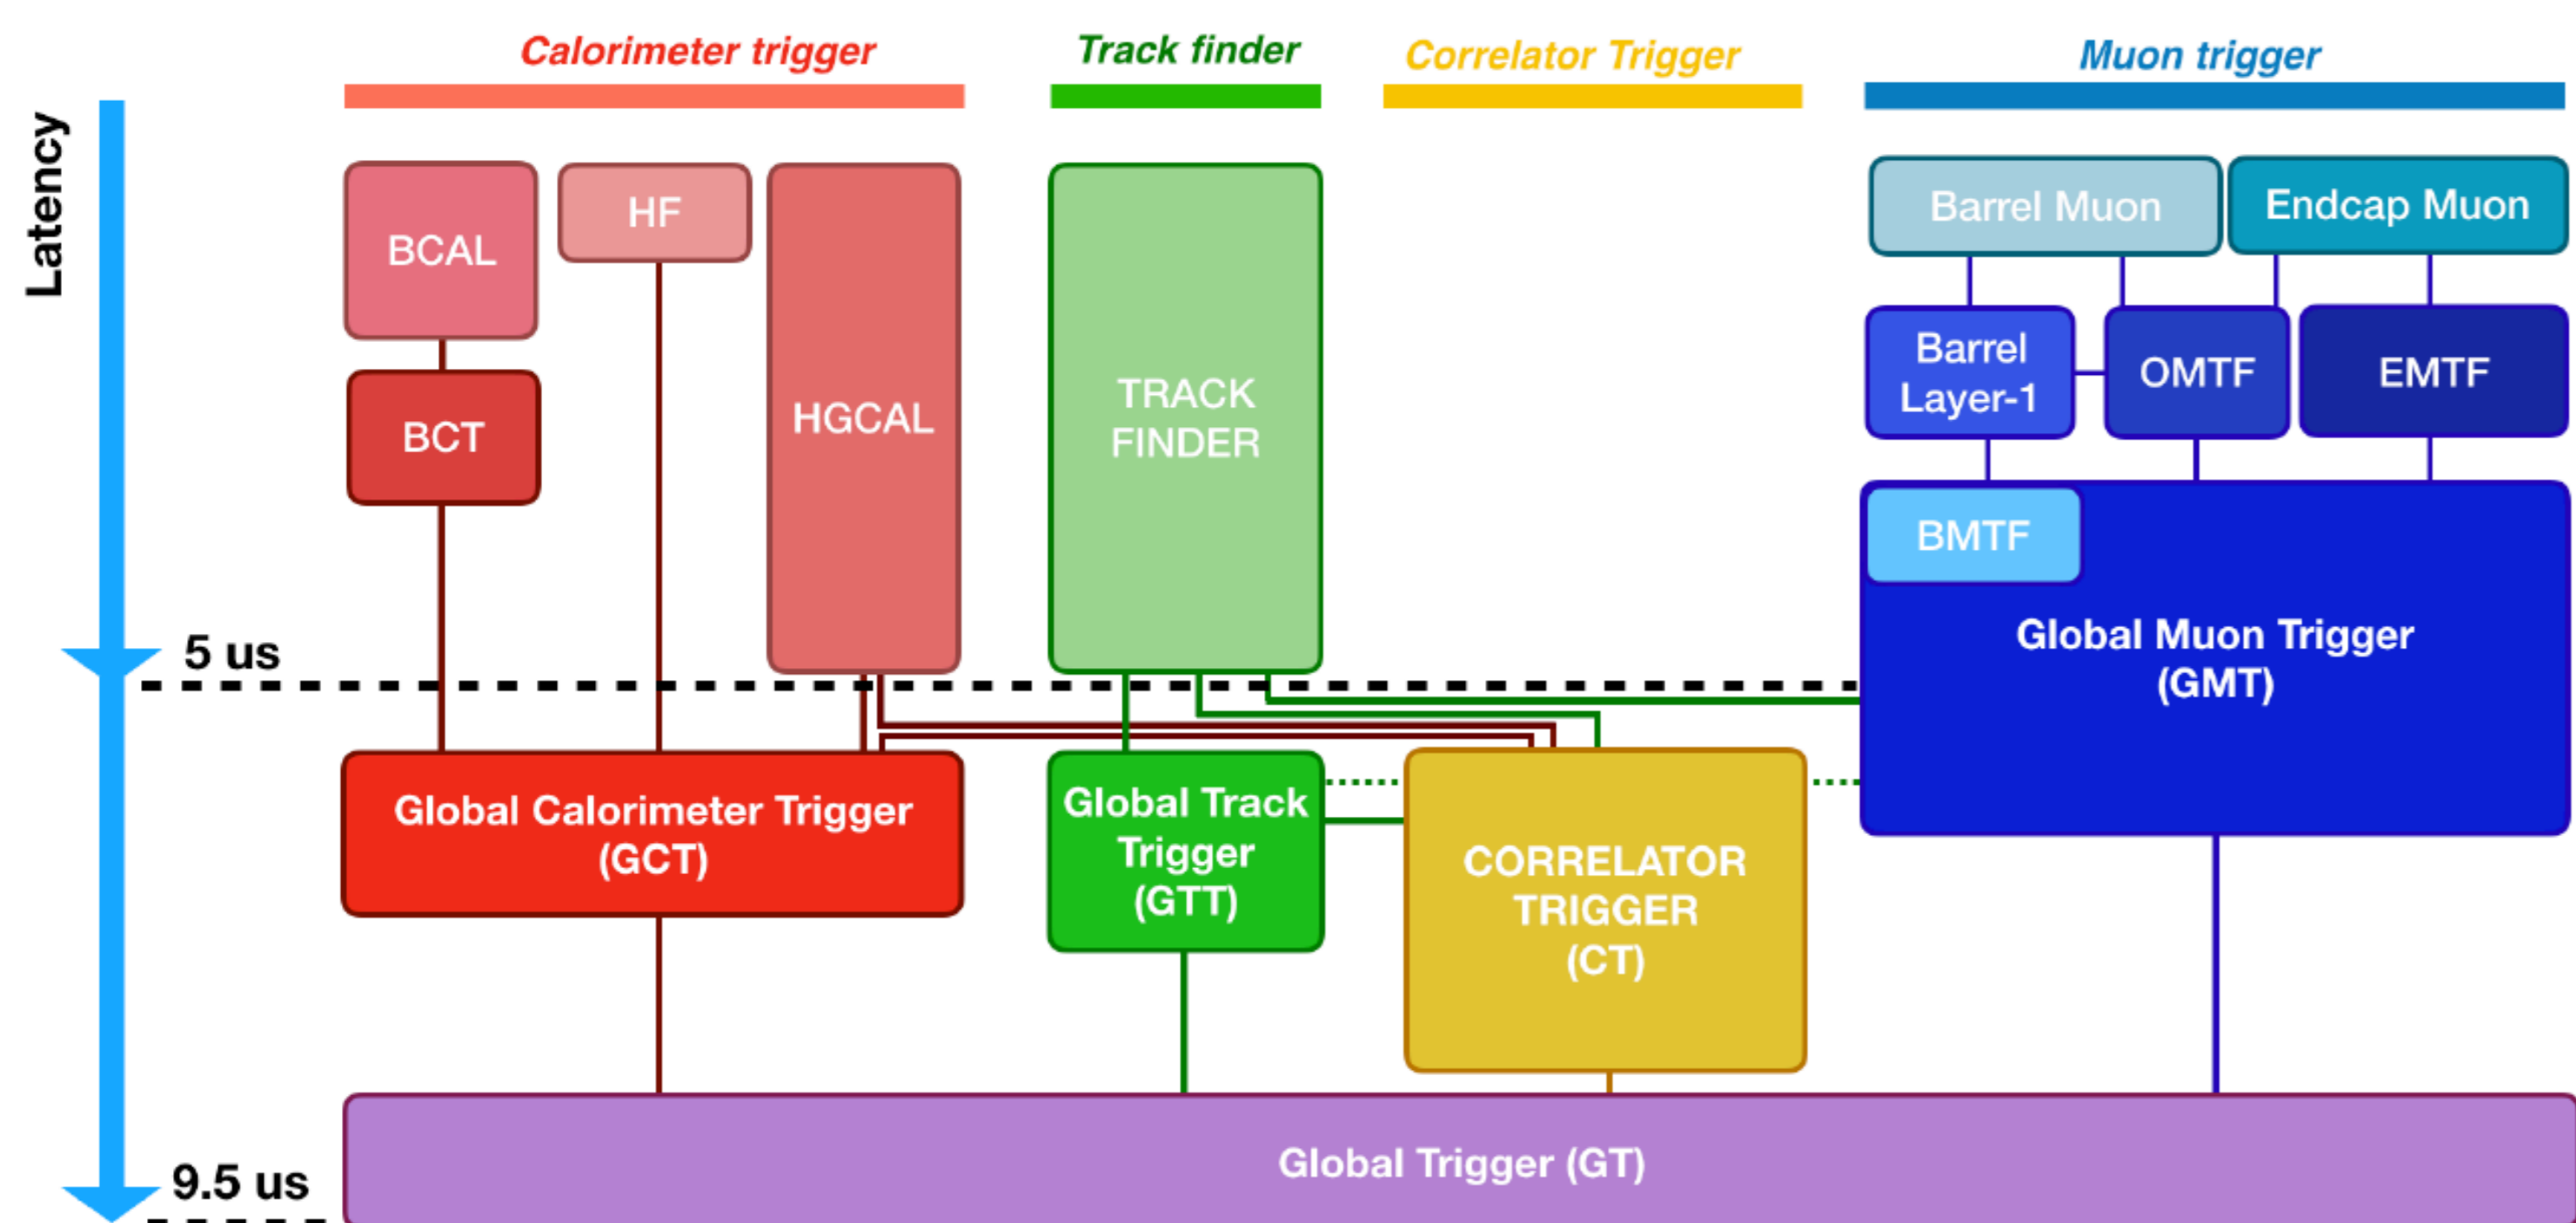 Calorimeter trigger
Track finder
Correlator Trigger
Muon trigger
Latency
BCAL
HF
HGCAL
TRACK
FINDER
Barrel Muon
Endcap Muon
BCT
Barrel
Layer-1
OMTF
EMTF
BMTF
Global Muon Trigger
(GMT)
5 us
Global Calorimeter Trigger
(GCT)
Global Track
Trigger
(GTT)
CORRELATOR
TRIGGER
(CT)
Global Trigger (GT)
9.5 us